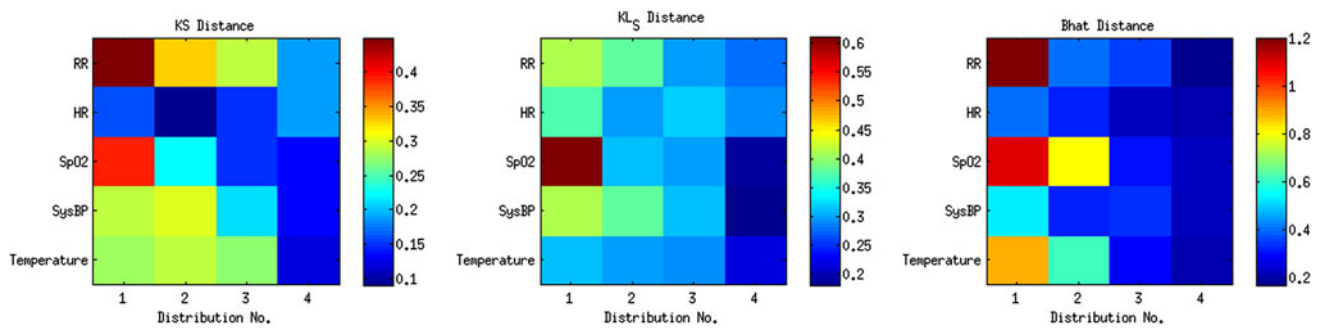 KS Distance
RR
HR
SpO2
SysBP
Temperature
1 2 3 4
Distribution No.
0.4
0.35
0.3
0.25
0.2
0.15
0.1
KL_S Distance
RR
HR
SpO2
SysBP
Temperature
1 2 3 4
Distribution No.
0.6
0.55
0.5
0.45
0.4
0.35
0.3
0.25
0.2
Bhat Distance
RR
HR
SpO2
SysBP
Temperature
1 2 3 4
Distribution No.
1.2
1
0.8
0.6
0.4
0.2